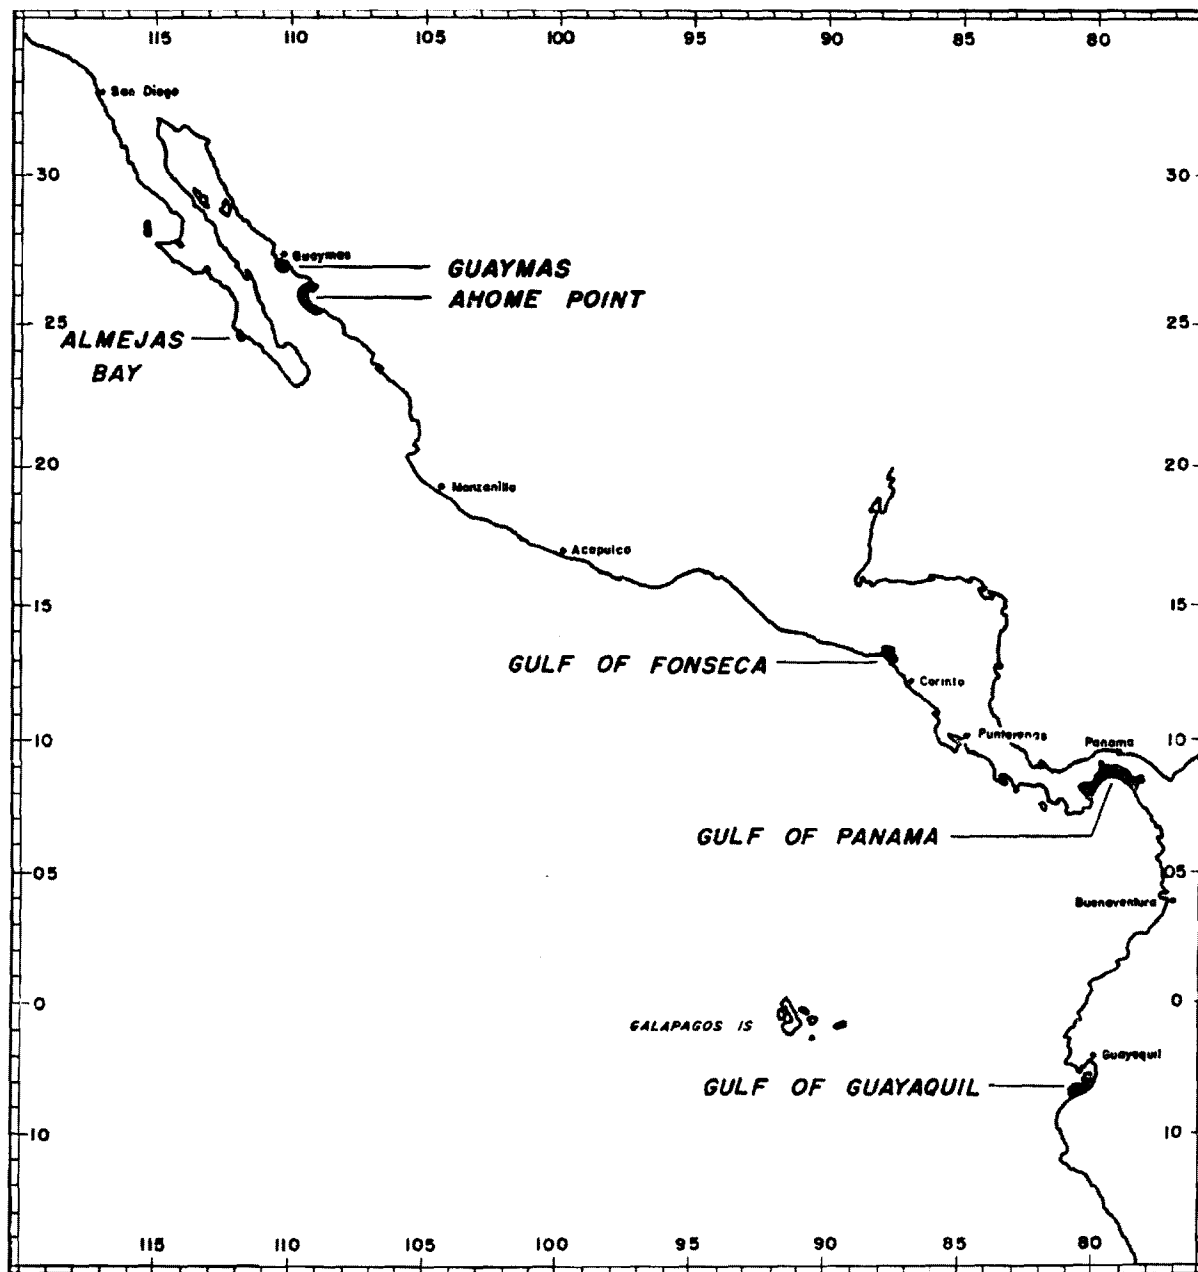 115 110 105 100 95 90 85 80
San Diego
30 30
Guaymas
GUAYMAS
AHOME POINT
25 25
ALMEJAS
BAY
20 20
Manzanillo
Acapulco
15 15
GULF OF FONSECA
Corinto
Puntarenas
Panama
10 10
GULF OF PANAMA
05 05
Buenaventura
0 0
GALAPAGOS IS
Guayaquil
GULF OF GUAYAQUIL
10 10
115 110 105 100 95 90 85 80